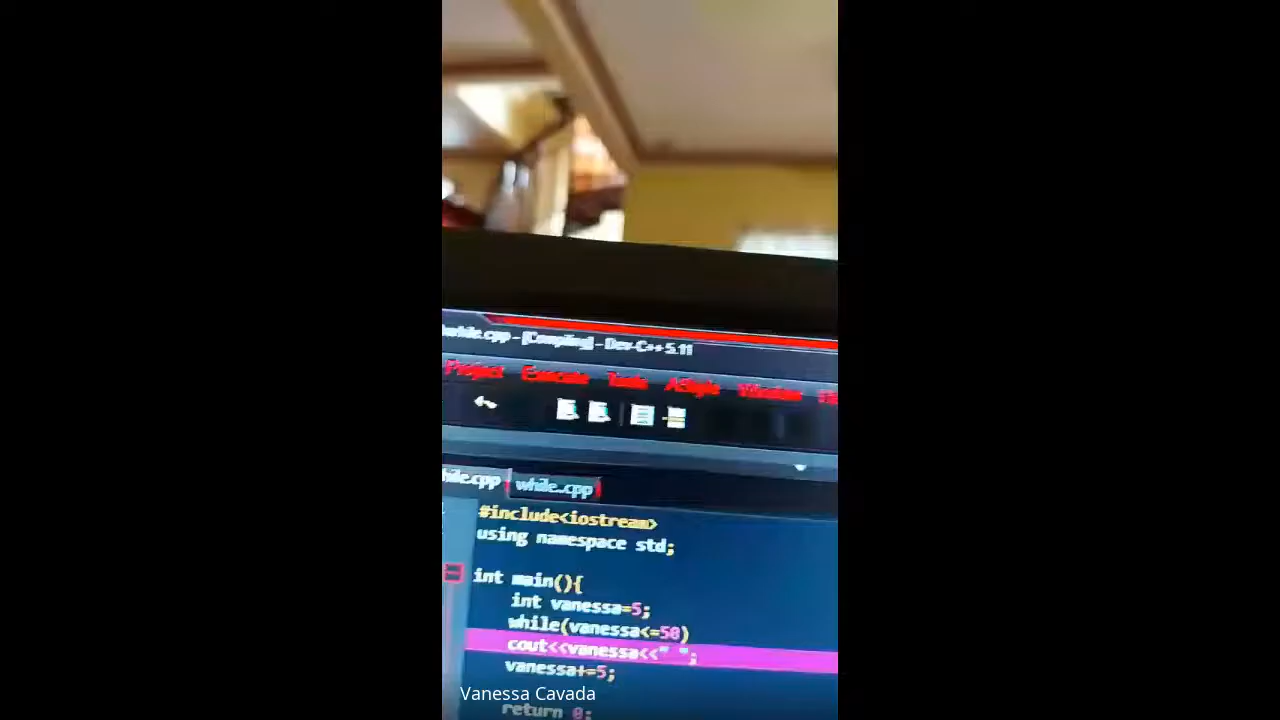 while.cpp - [Compiling] - Dev-C++ 5.11
Project Execute Tools AStyle Window
while.cpp while..cpp
#include<iostream>
using namespace std;
int main(){
int vanessa=5;
while(vanessa<=50)
cout<<vanessa<<" ";
vanessa+=5;
return 0;
Vanessa Cavada